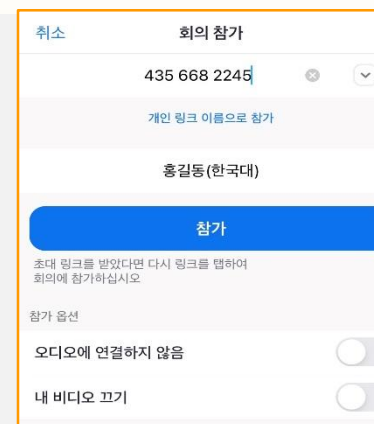 취소 회의 참가
435 668 2245
개인 링크 이름으로 참가
홍길동(한국대)
참가
초대 링크를 받았다면 다시 링크를 탭하여
회의에 참가하십시오
참가 옵션
오디오에 연결하지 않음
내 비디오 끄기